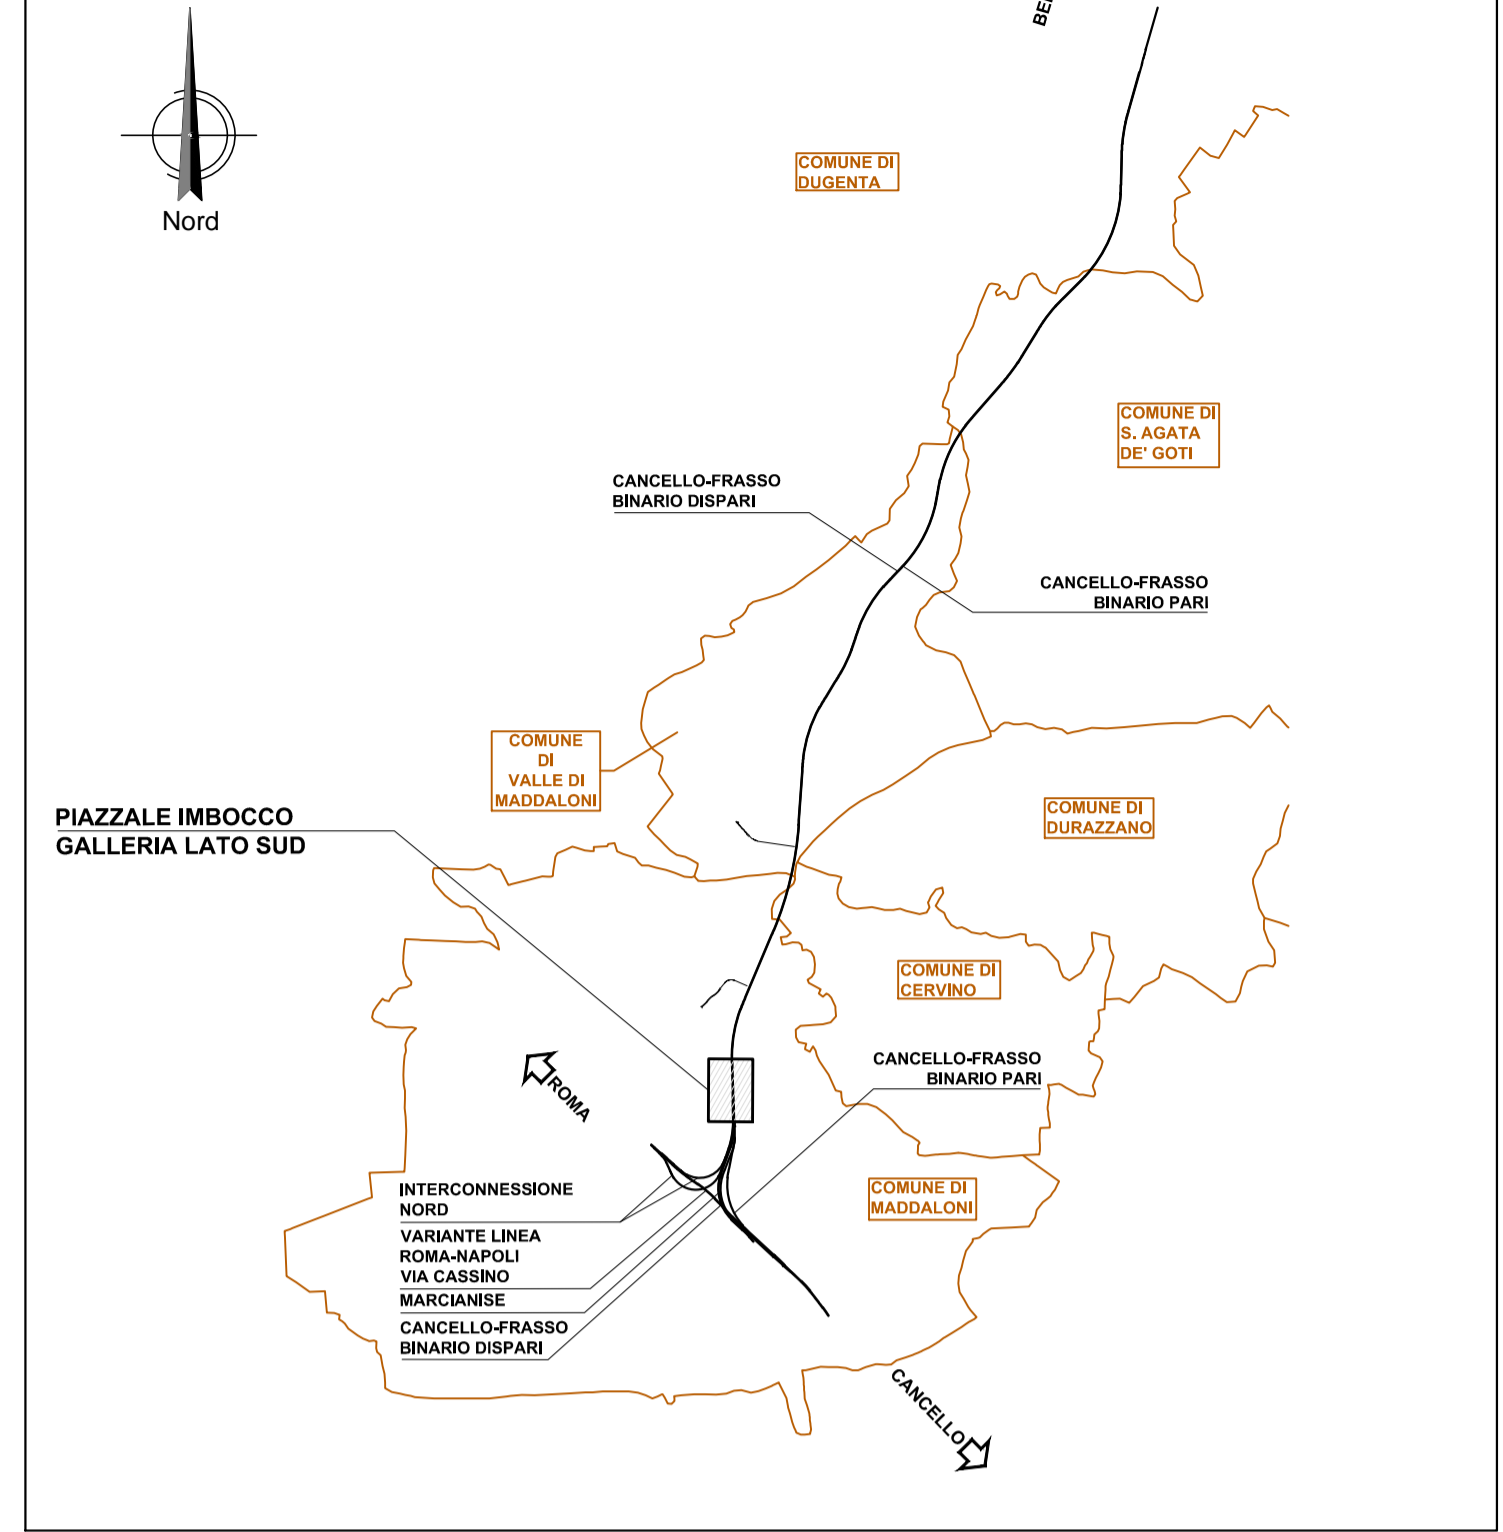 Nord
COMUNE DI
DUGENTA
COMUNE DI
S. AGATA
DE' GOTI
CANCELLO-FRASSO
BINARIO DISPARI
CANCELLO-FRASSO
BINARIO PARI
COMUNE
DI
VALLE DI
MADDALONI
PIAZZALE IMBOCCO
GALLERIA LATO SUD
COMUNE DI
DURAZZANO
COMUNE DI
CERVINO
CANCELLO-FRASSO
BINARIO PARI
ROMA
INTERCONNESSIONE
NORD
VARIANTE LINEA
ROMA-NAPOLI
VIA CASSINO
MARCIANISE
CANCELLO-FRASSO
BINARIO DISPARI
COMUNE DI
MADDALONI
CANCELLO